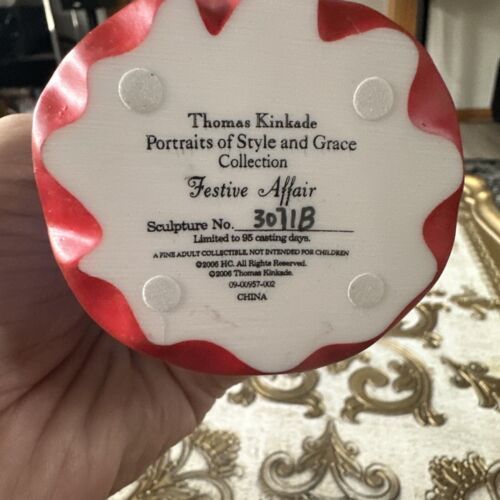 Thomas Kinkade
Portraits of Style and Grace
Collection
Festive Affair
Sculpture No. 3071B
Limited to 95 casting days.
A FINE ADULT COLLECTIBLE, NOT INTENDED FOR CHILDREN
©2006 HC. All Rights Reserved.
©2006 Thomas Kinkade.
09-00957-002
CHINA